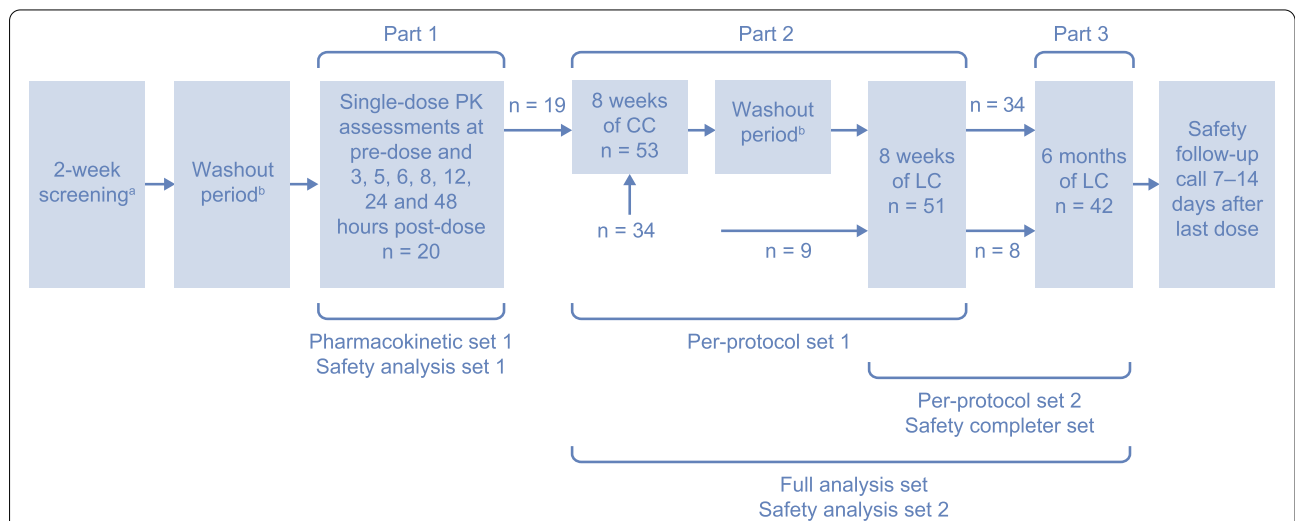 Part 1
Part 2
Part 3
2-week
screeningᵃ
Washout
periodᵇ
Single-dose PK
assessments at
pre-dose and
3, 5, 6, 8, 12,
24 and 48
hours post-dose
n = 20
n = 19
8 weeks
of CC
n = 53
n = 34
Washout
periodᵇ
n = 9
8 weeks
of LC
n = 51
n = 34
n = 8
6 months
of LC
n = 42
Safety
follow-up
call 7–14
days after
last dose
Pharmacokinetic set 1
Safety analysis set 1
Per-protocol set 1
Per-protocol set 2
Safety completer set
Full analysis set
Safety analysis set 2